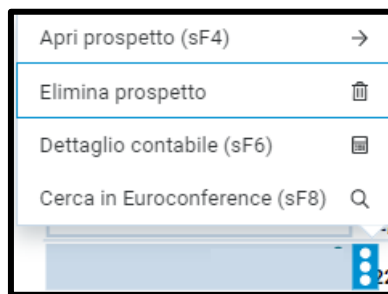 Apri prospetto (sF4)
Elimina prospetto
Dettaglio contabile (sF6)
Cerca in Euroconference (sF8)